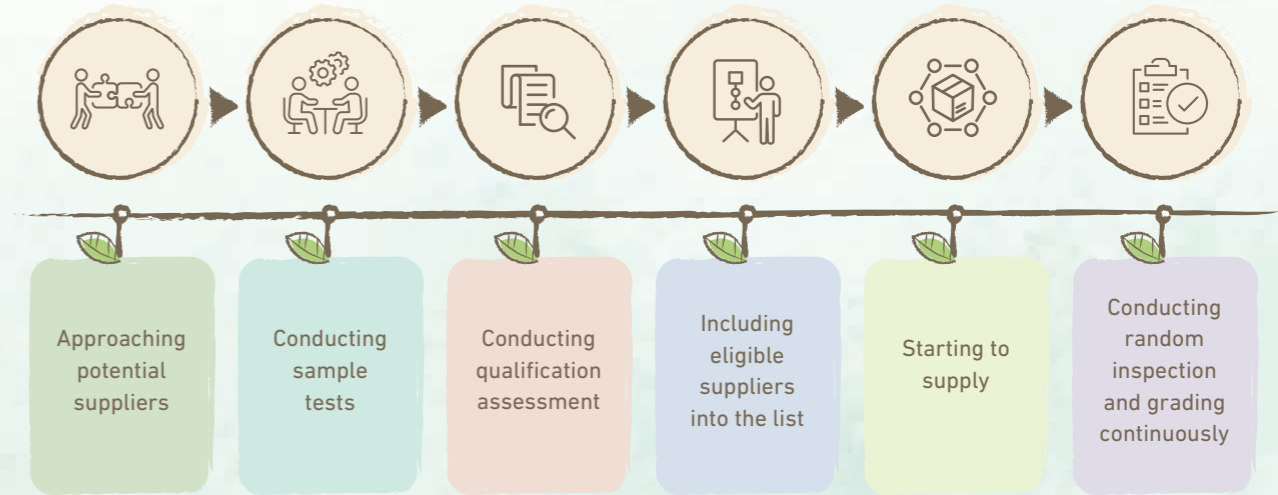 Approaching
potential
suppliers
Conducting
sample
tests
Conducting
qualification
assessment
Including
eligible
suppliers
into the list
Starting to
supply
Conducting
random
inspection
and grading
continuously